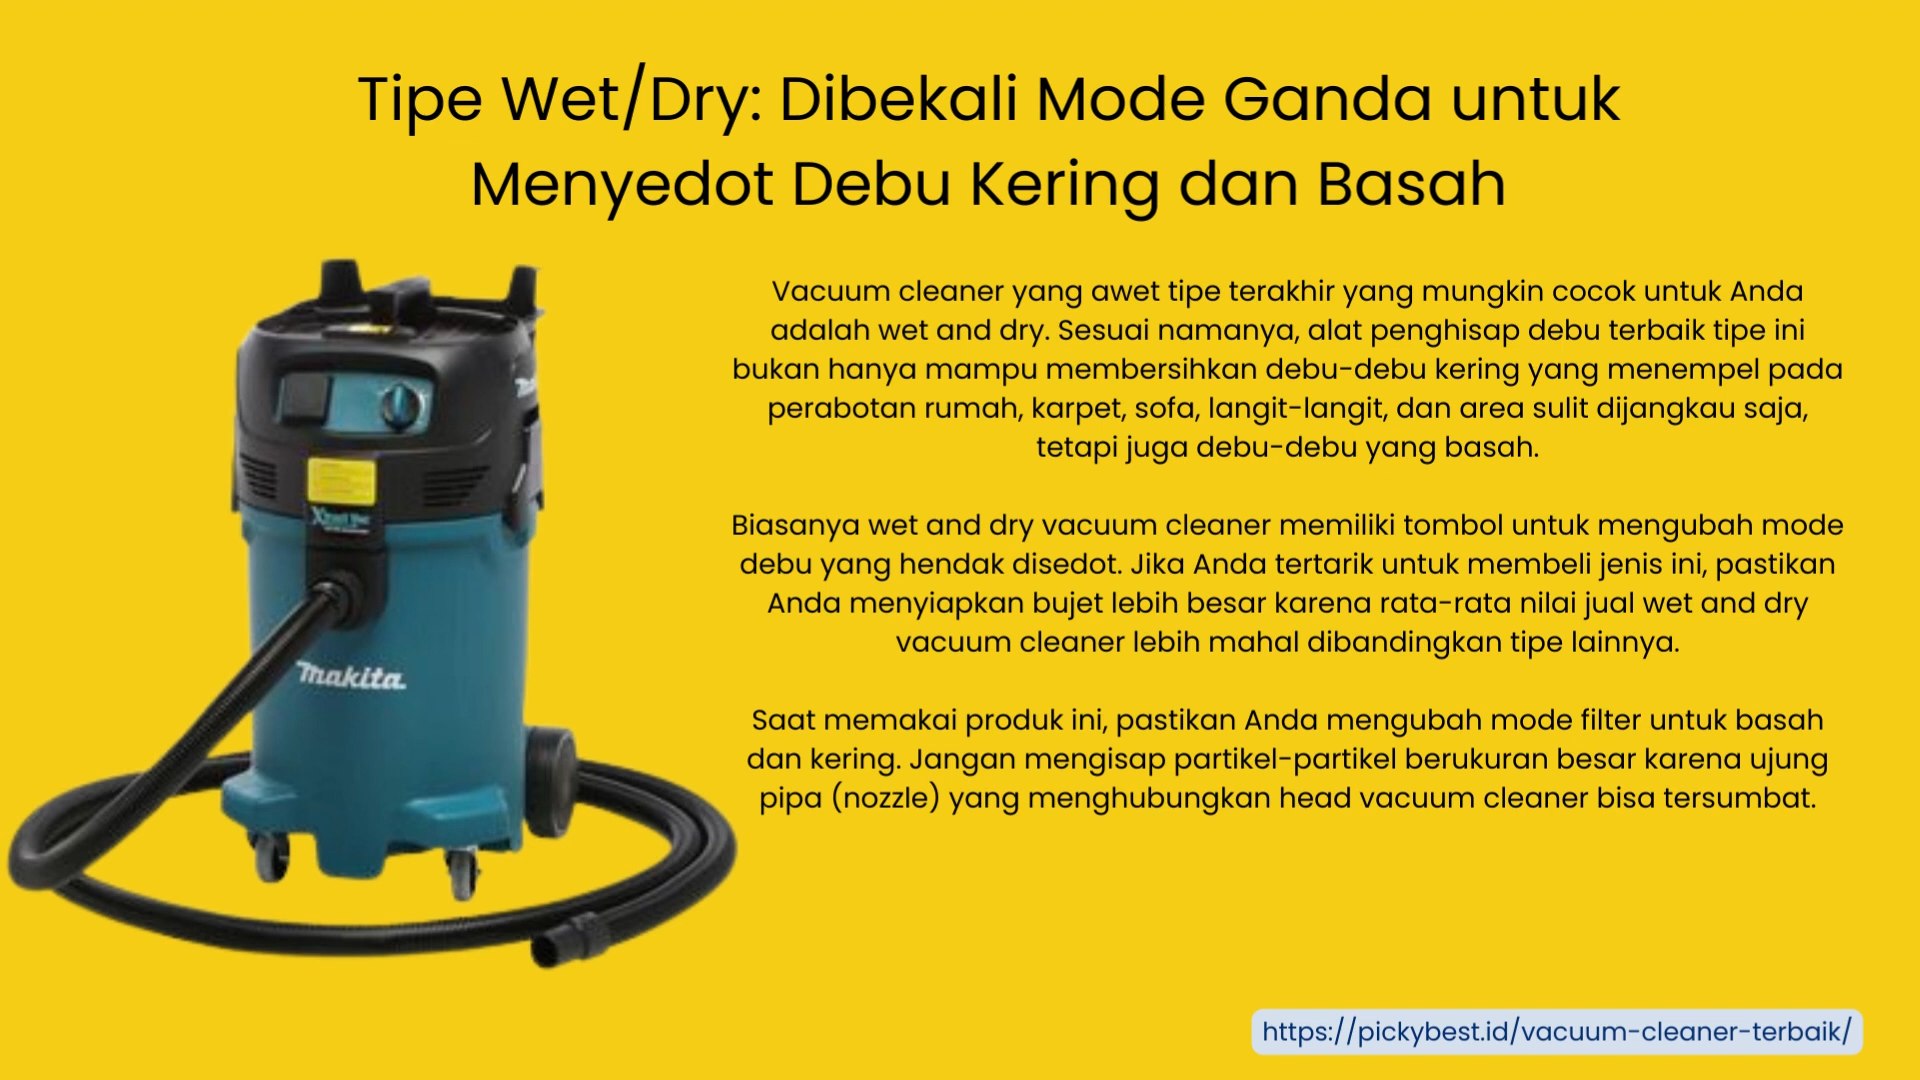 Tipe Wet/Dry: Dibekali Mode Ganda untuk
Menyedot Debu Kering dan Basah
Vacuum cleaner yang awet tipe terakhir yang mungkin cocok untuk Anda
adalah wet and dry. Sesuai namanya, alat penghisap debu terbaik tipe ini
bukan hanya mampu membersihkan debu-debu kering yang menempel pada
perabotan rumah, karpet, sofa, langit-langit, dan area sulit dijangkau saja,
tetapi juga debu-debu yang basah.
Biasanya wet and dry vacuum cleaner memiliki tombol untuk mengubah mode
debu yang hendak disedot. Jika Anda tertarik untuk membeli jenis ini, pastikan
Anda menyiapkan bujet lebih besar karena rata-rata nilai jual wet and dry
vacuum cleaner lebih mahal dibandingkan tipe lainnya.
Saat memakai produk ini, pastikan Anda mengubah mode filter untuk basah
dan kering. Jangan mengisap partikel-partikel berukuran besar karena ujung
pipa (nozzle) yang menghubungkan head vacuum cleaner bisa tersumbat.
makita
https://pickybest.id/vacuum-cleaner-terbaik/